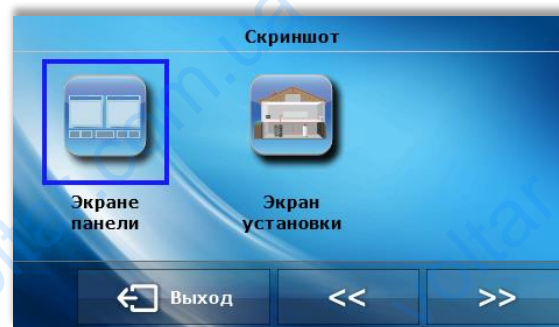 Скриншот
Экране
панели
Экран
установки
Выход
<<
>>